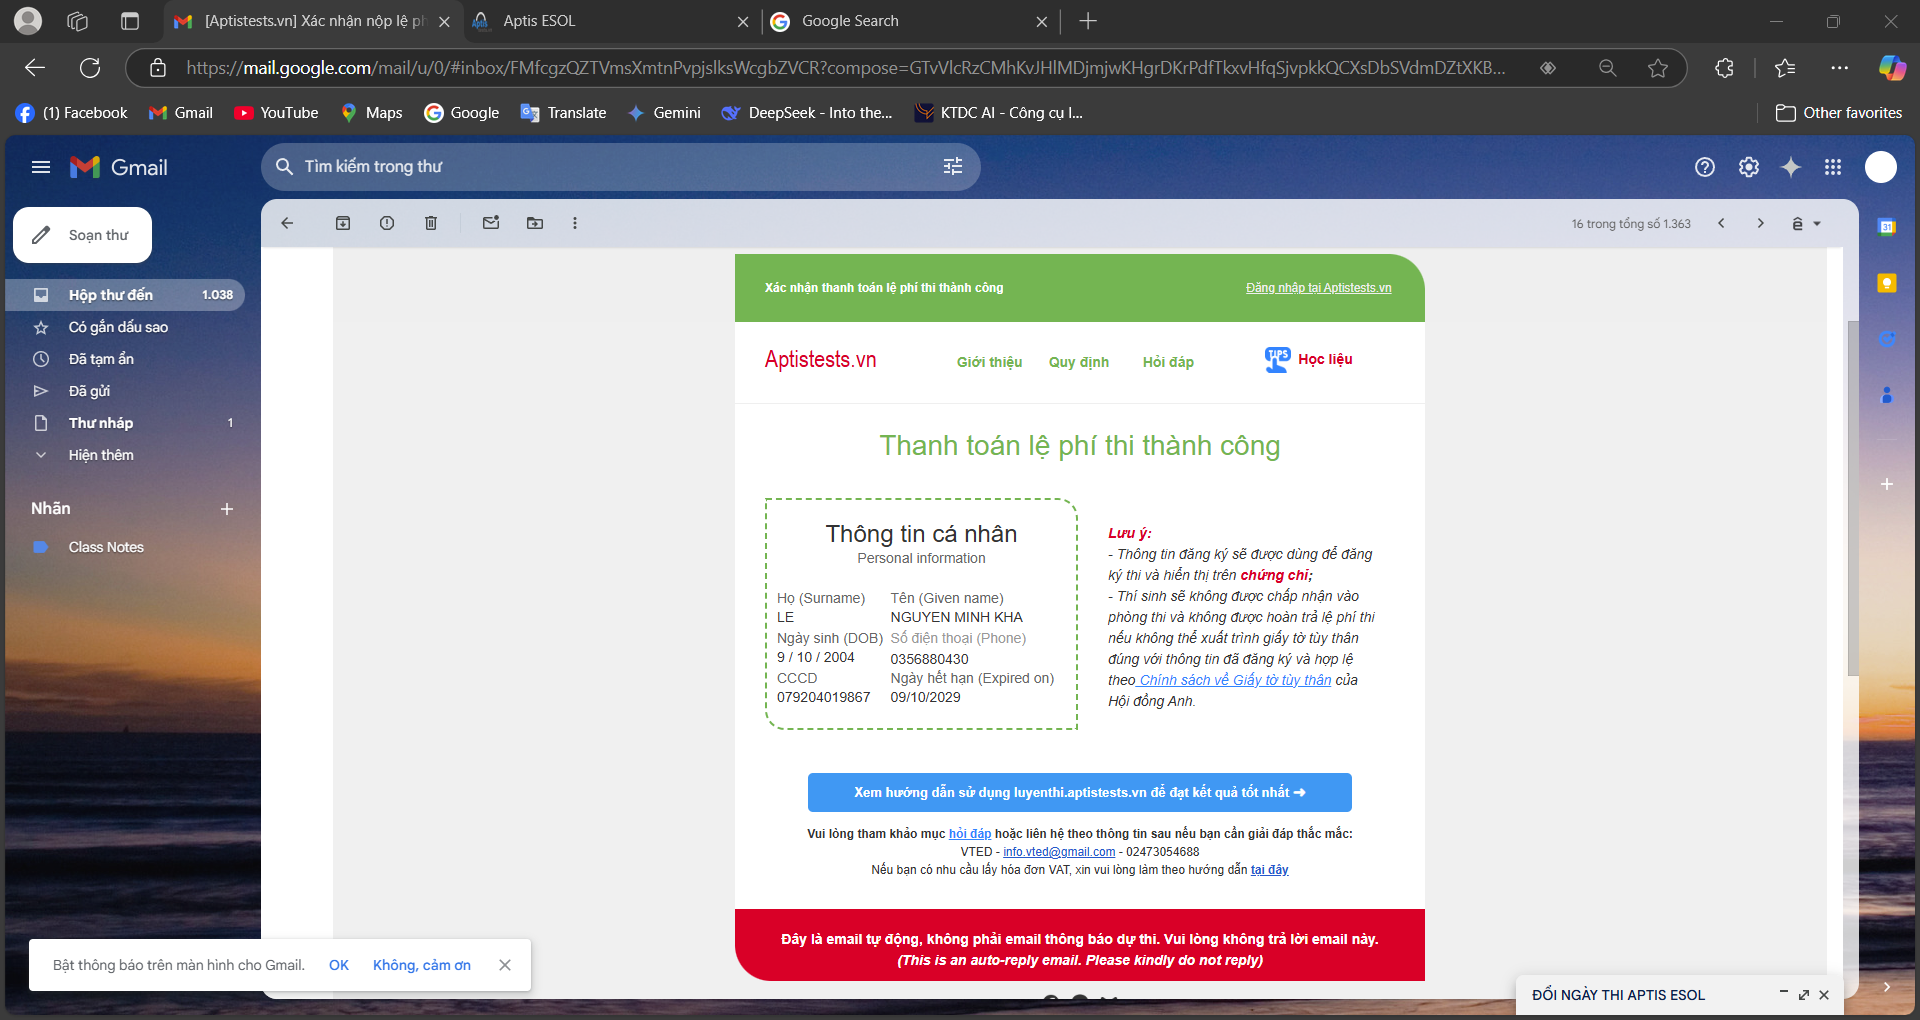 [Aptistests.vn] Xác nhận nộp lệ ph
Aptis ESOL
Google Search
https://mail.google.com/mail/u/0/#inbox/FMfcgzQZTVmsXmtnPvpjslksWcgbZVCR?compose=GTvVlcRzCMhKvJHlMDjmjwKHgrDKrPdfTkxvHfqSjvpkkQCXsDbSVdmDZtXKB...
(1) Facebook
Gmail
YouTube
Maps
Google
Translate
Gemini
DeepSeek - Into the...
KTDC AI - Công cụ l...
Other favorites
Gmail
Tìm kiếm trong thư
Soạn thư
16 trong tổng số 1.363
Hộp thư đến 1.038
Có gắn dấu sao
Đã tạm ẩn
Đã gửi
Thư nháp 1
Hiện thêm
Nhãn
Class Notes
Xác nhận thanh toán lệ phí thi thành công
Đăng nhập tại Aptistests.vn
Aptistests.vn
Giới thiệu
Quy định
Hỏi đáp
TIPS
Học liệu
Thanh toán lệ phí thi thành công
Thông tin cá nhân
Personal information
Họ (Surname) Tên (Given name)
LE NGUYEN MINH KHA
Ngày sinh (DOB) Số điện thoại (Phone)
9 / 10 / 2004 0356880430
CCCD Ngày hết hạn (Expired on)
079204019867 09/10/2029
Lưu ý:
- Thông tin đăng ký sẽ được dùng để đăng
ký thi và hiển thị trên chứng chỉ;
- Thí sinh sẽ không được chấp nhận vào
phòng thi và không được hoàn trả lệ phí thi
nếu không thể xuất trình giấy tờ tùy thân
đúng với thông tin đã đăng ký và hợp lệ
theo Chính sách về Giấy tờ tùy thân của
Hội đồng Anh.
Xem hướng dẫn sử dụng luyenthi.aptistests.vn để đạt kết quả tốt nhất ➜
Vui lòng tham khảo mục hỏi đáp hoặc liên hệ theo thông tin sau nếu bạn cần giải đáp thắc mắc:
VTED - info.vted@gmail.com - 02473054688
Nếu bạn có nhu cầu lấy hóa đơn VAT, xin vui lòng làm theo hướng dẫn tại đây
Đây là email tự động, không phải email thông báo dự thi. Vui lòng không trả lời email này.
(This is an auto-reply email. Please kindly do not reply)
Bật thông báo trên màn hình cho Gmail. OK Không, cảm ơn
ĐỔI NGÀY THI APTIS ESOL